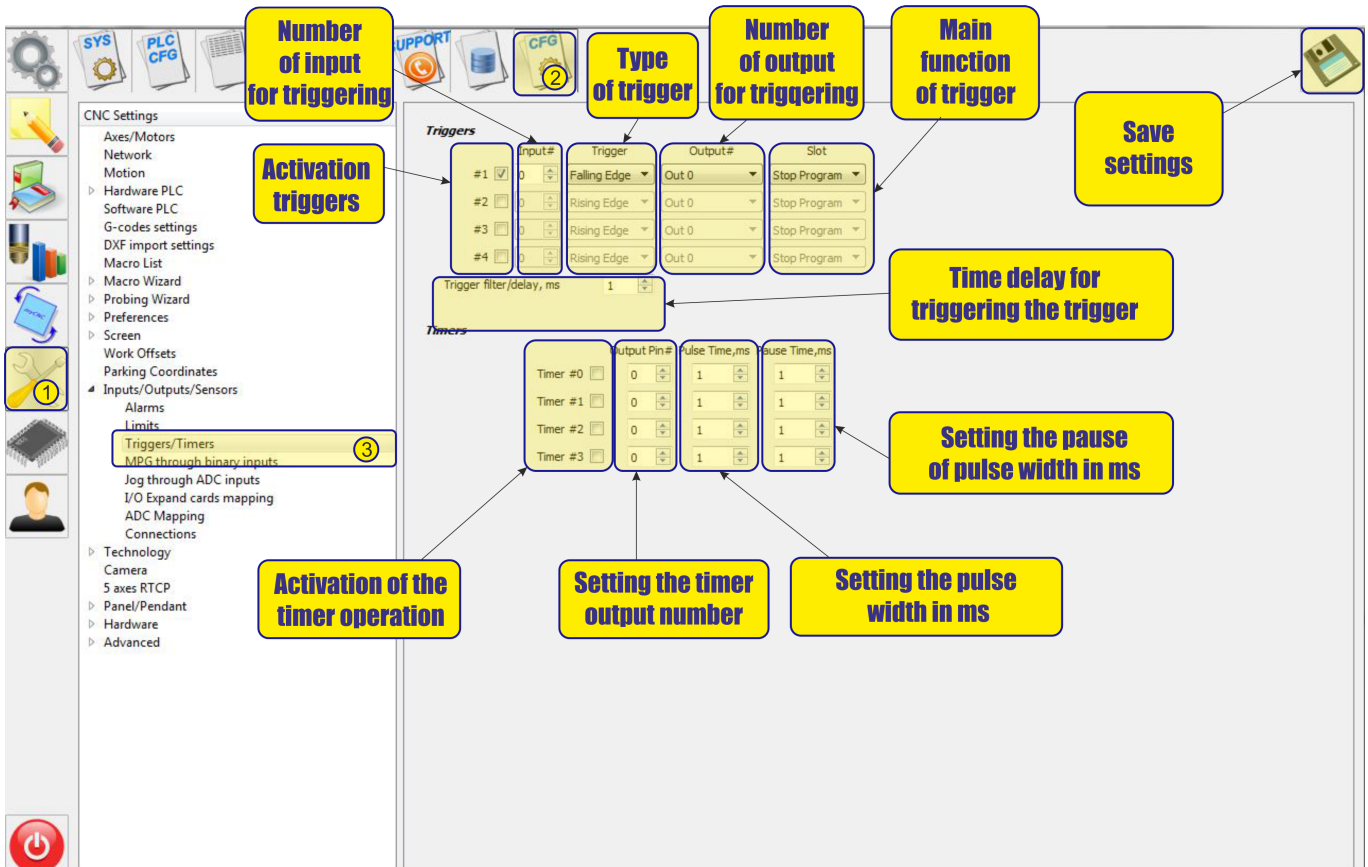 Number
of input
for triggering
Type
of trigger
Number
of output
for triggering
Main
function
of trigger
Save
settings
SYS
PLC
CFG
SUPPORT
CFG
2
CNC Settings
Axes/Motors
Network
Motion
Hardware PLC
Software PLC
G-codes settings
DXF import settings
Macro List
Macro Wizard
Probing Wizard
Preferences
Screen
Work Offsets
Parking Coordinates
Inputs/Outputs/Sensors
Alarms
Limits
Triggers/Timers
3
MPG through binary inputs
Jog through ADC inputs
I/O Expand cards mapping
ADC Mapping
Connections
Technology
Camera
5 axes RTCP
Panel/Pendant
Hardware
Advanced
myCNC
1
Activation
triggers
Triggers
Input# Trigger Output# Slot
#1 0 Falling Edge Out 0 Stop Program
#2 0 Rising Edge Out 0 Stop Program
#3 0 Rising Edge Out 0 Stop Program
#4 0 Rising Edge Out 0 Stop Program
Trigger filter/delay, ms 1
Time delay for
triggering the trigger
Timers
Output Pin# Pulse Time,ms Pause Time,ms
Timer #0 0 1 1
Timer #1 0 1 1
Timer #2 0 1 1
Timer #3 0 1 1
Setting the pause
of pulse width in ms
Activation of the
timer operation
Setting the timer
output number
Setting the pulse
width in ms